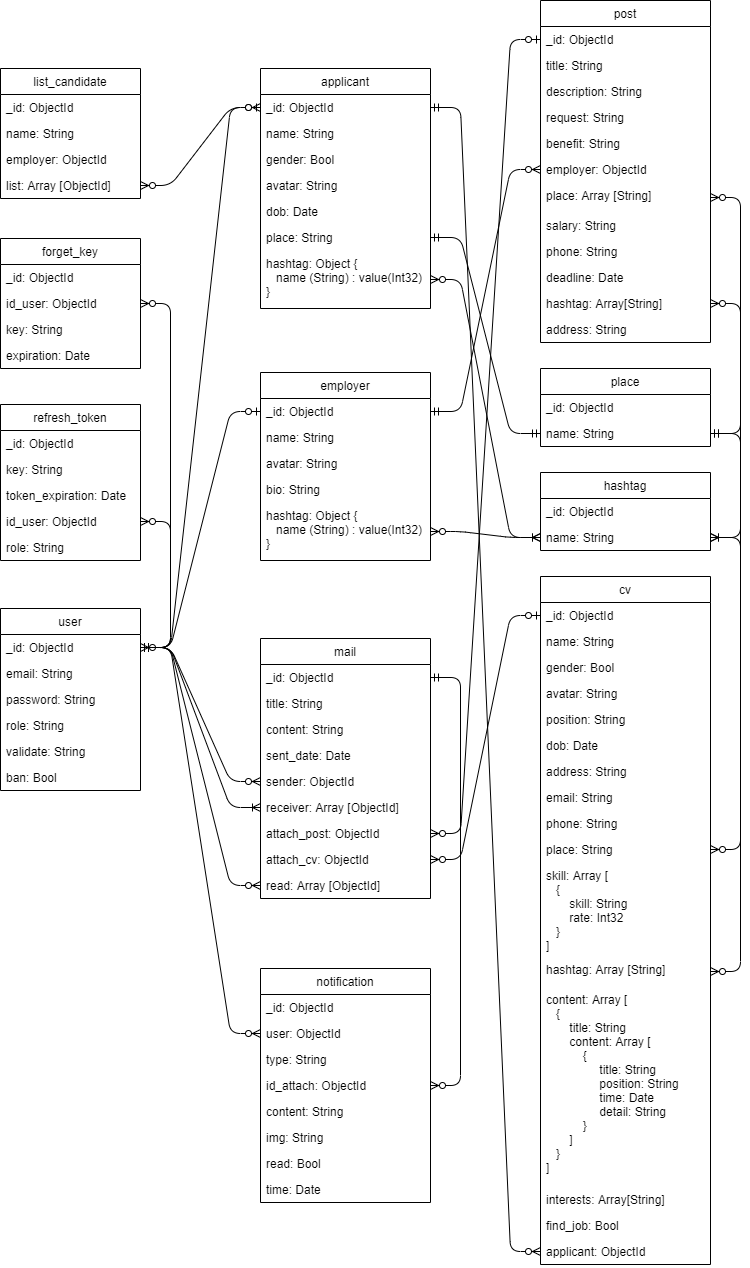 list_candidate
_id: ObjectId
name: String
employer: ObjectId
list: Array [ObjectId]
forget_key
_id: ObjectId
id_user: ObjectId
key: String
expiration: Date
refresh_token
_id: ObjectId
key: String
token_expiration: Date
id_user: ObjectId
role: String
user
_id: ObjectId
email: String
password: String
role: String
validate: String
ban: Bool
applicant
_id: ObjectId
name: String
gender: Bool
avatar: String
dob: Date
place: String
hashtag: Object {
name (String) : value(Int32)
}
employer
_id: ObjectId
name: String
avatar: String
bio: String
hashtag: Object {
name (String) : value(Int32)
}
mail
_id: ObjectId
title: String
content: String
sent_date: Date
sender: ObjectId
receiver: Array [ObjectId]
attach_post: ObjectId
attach_cv: ObjectId
read: Array [ObjectId]
notification
_id: ObjectId
user: ObjectId
type: String
id_attach: ObjectId
content: String
img: String
read: Bool
time: Date
post
_id: ObjectId
title: String
description: String
request: String
benefit: String
employer: ObjectId
place: Array [String]
salary: String
phone: String
deadline: Date
hashtag: Array[String]
address: String
place
_id: ObjectId
name: String
hashtag
_id: ObjectId
name: String
cv
_id: ObjectId
name: String
gender: Bool
avatar: String
position: String
dob: Date
address: String
email: String
phone: String
place: String
skill: Array [
{
skill: String
rate: Int32
}
]
hashtag: Array [String]
content: Array [
{
title: String
content: Array [
{
title: String
position: String
time: Date
detail: String
}
]
}
]
interests: Array[String]
find_job: Bool
applicant: ObjectId